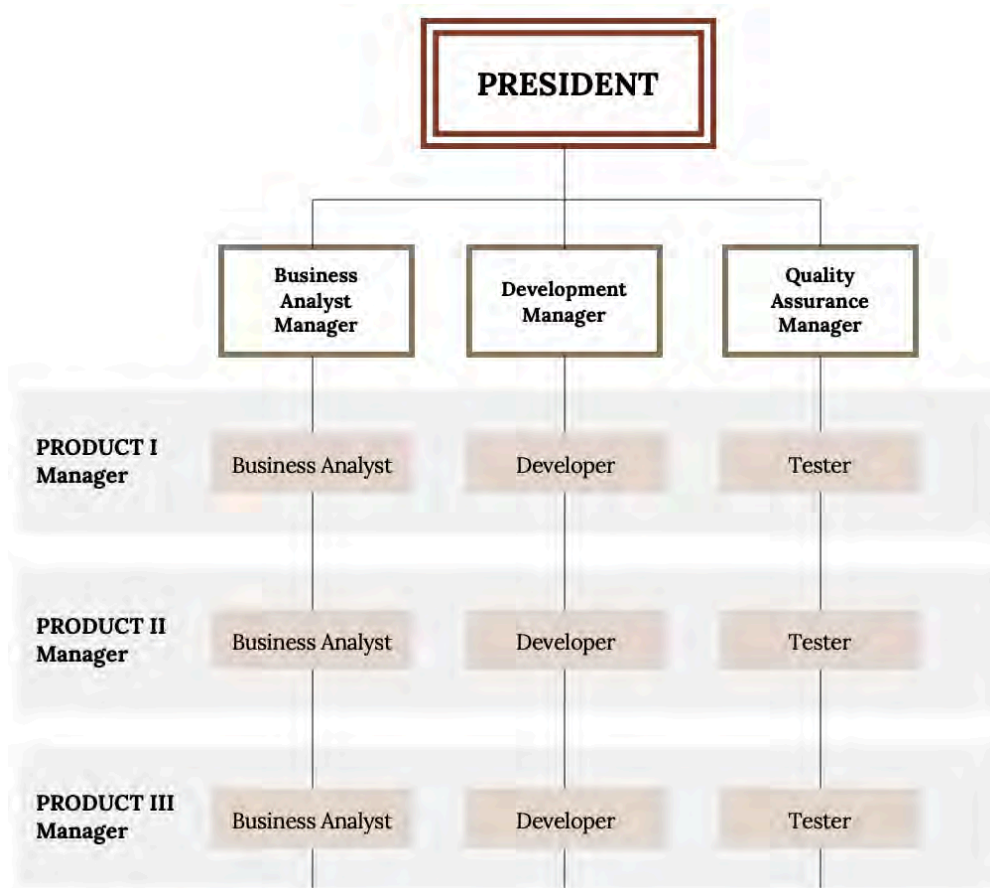 PRESIDENT
Business
Analyst
Manager
Development
Manager
Quality
Assurance
Manager
PRODUCT I
Manager
Business Analyst
Developer
Tester
PRODUCT II
Manager
Business Analyst
Developer
Tester
PRODUCT III
Manager
Business Analyst
Developer
Tester